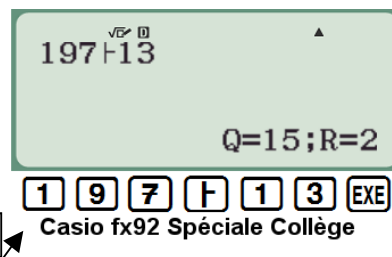 197⊢13
Q=15;R=2
1 9 7 ⊢ 1 3 EXE
Casio fx92 Spéciale Collège